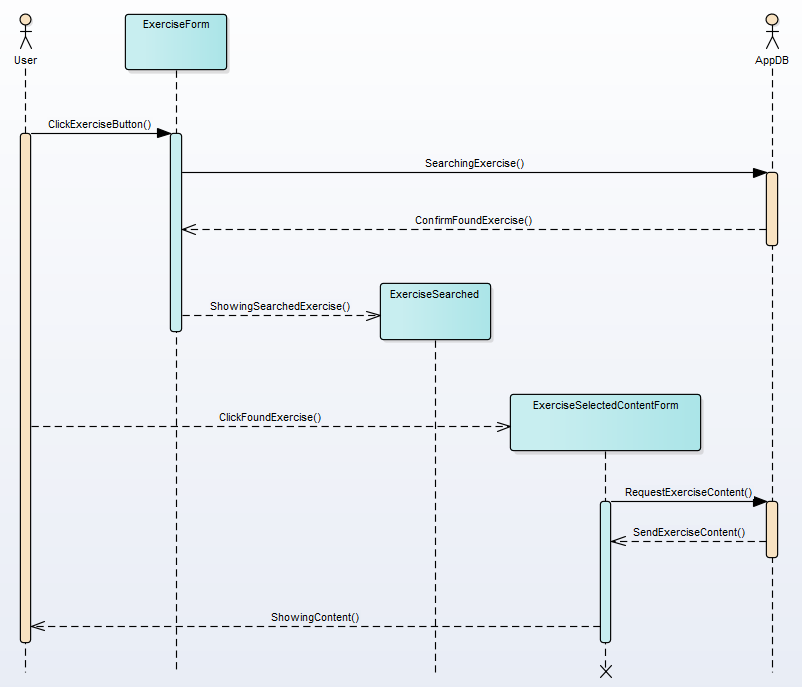 ExerciseForm
User
AppDB
ClickExerciseButton()
SearchingExercise()
ConfirmFoundExercise()
ExerciseSearched
ShowingSearchedExercise()
ExerciseSelectedContentForm
ClickFoundExercise()
RequestExerciseContent()
SendExerciseContent()
ShowingContent()